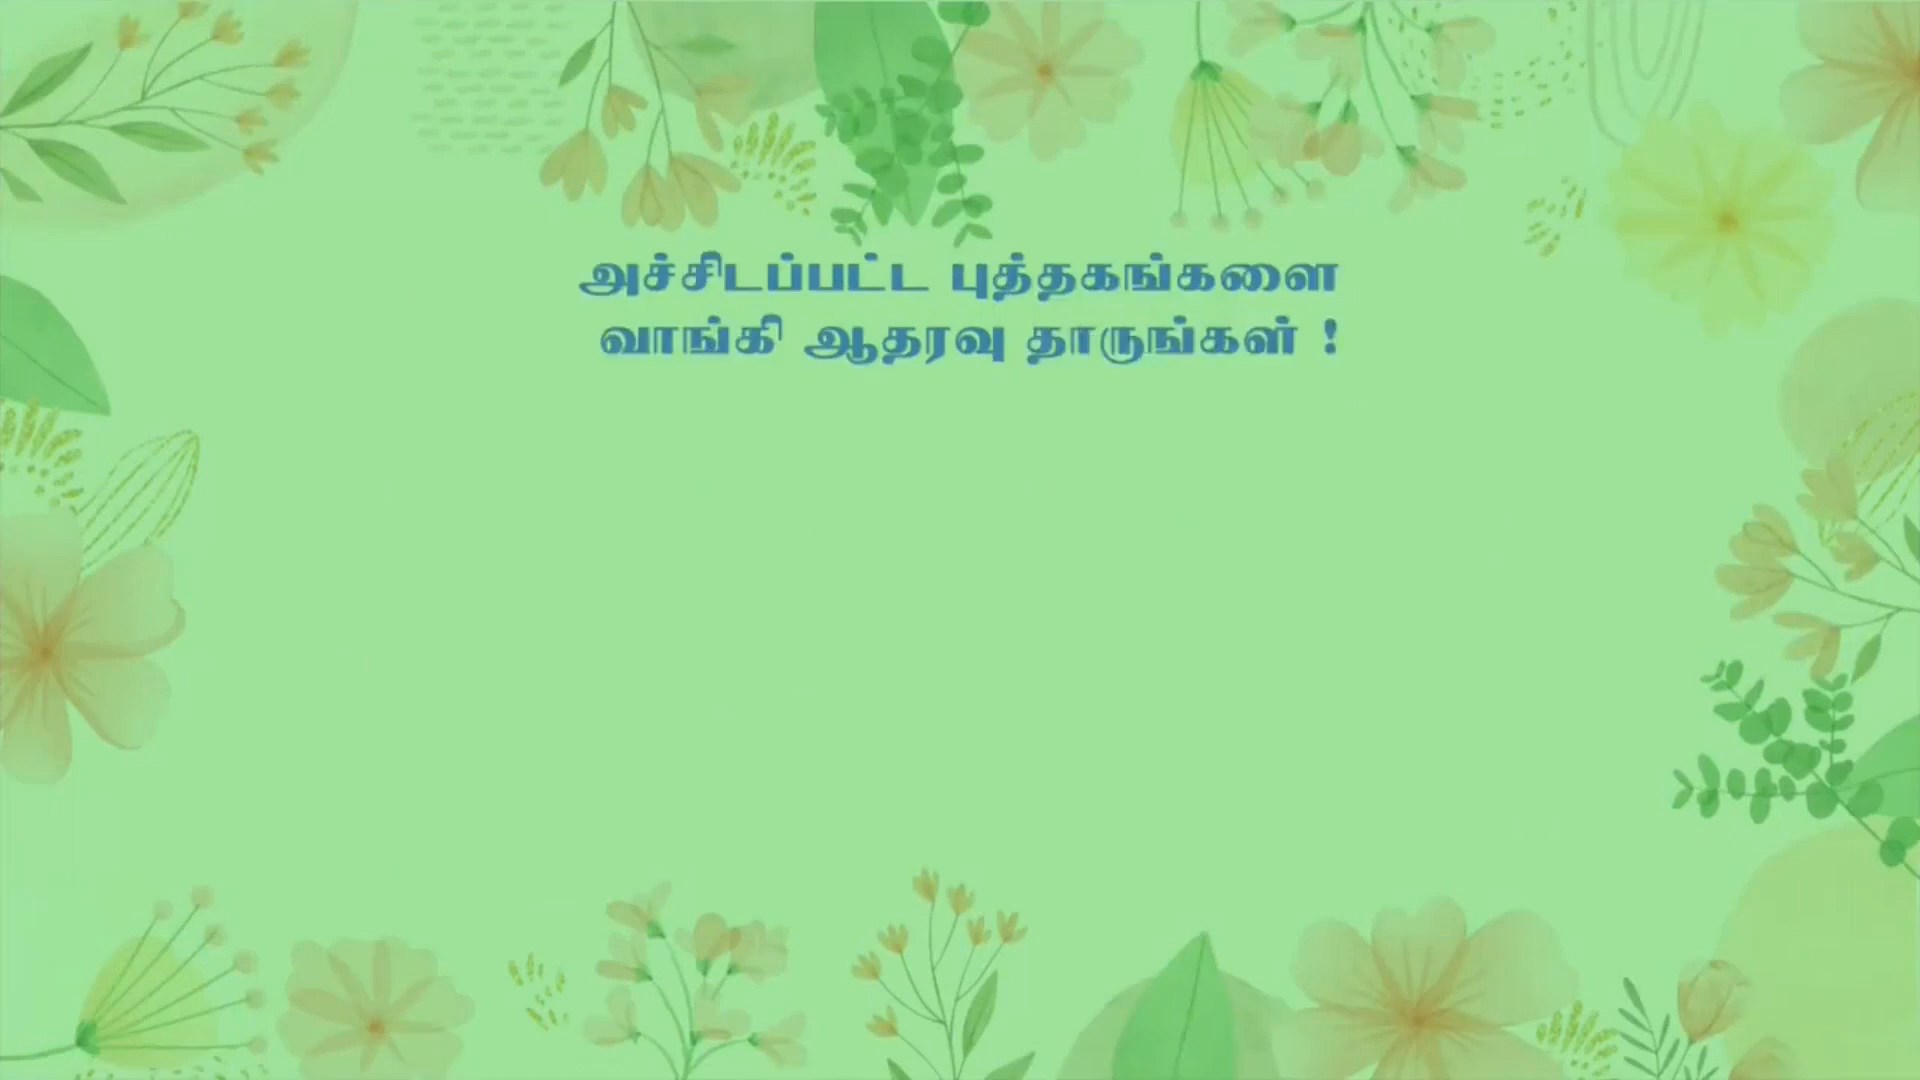 அச்சிடப்பட்ட புத்தகங்களை
வாங்கி ஆதரவு தாருங்கள் !